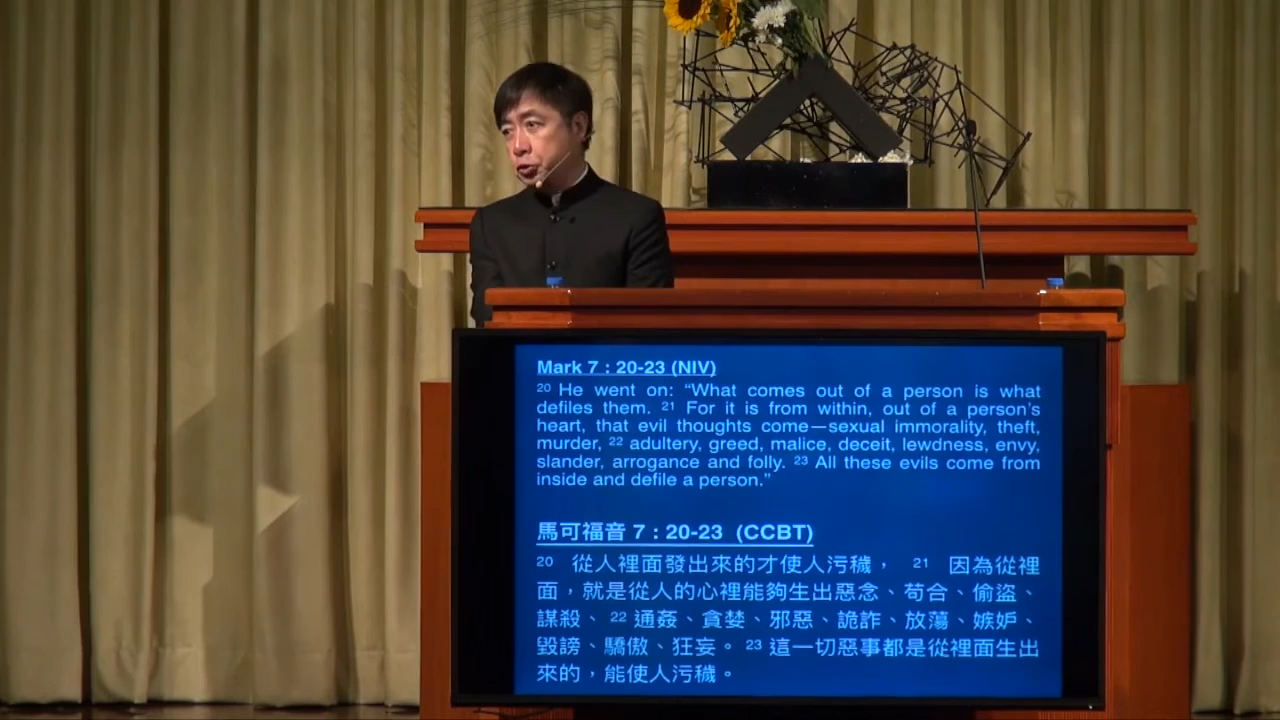 Mark 7 : 20-23 (NIV)
20 He went on: “What comes out of a person is what
defiles them. 21 For it is from within, out of a person’s
heart, that evil thoughts come—sexual immorality, theft,
murder, 22 adultery, greed, malice, deceit, lewdness, envy,
slander, arrogance and folly. 23 All these evils come from
inside and defile a person.”
馬可福音 7 : 20-23 (CCBT)
20 從人裡面發出來的才使人污穢， 21 因為從裡
面，就是從人的心裡能夠生出惡念、苟合、偷盜、
謀殺、 22 通姦、貪婪、邪惡、詭詐、放蕩、嫉妒、
毀謗、驕傲、狂妄。 23 這一切惡事都是從裡面生出
來的，能使人污穢。